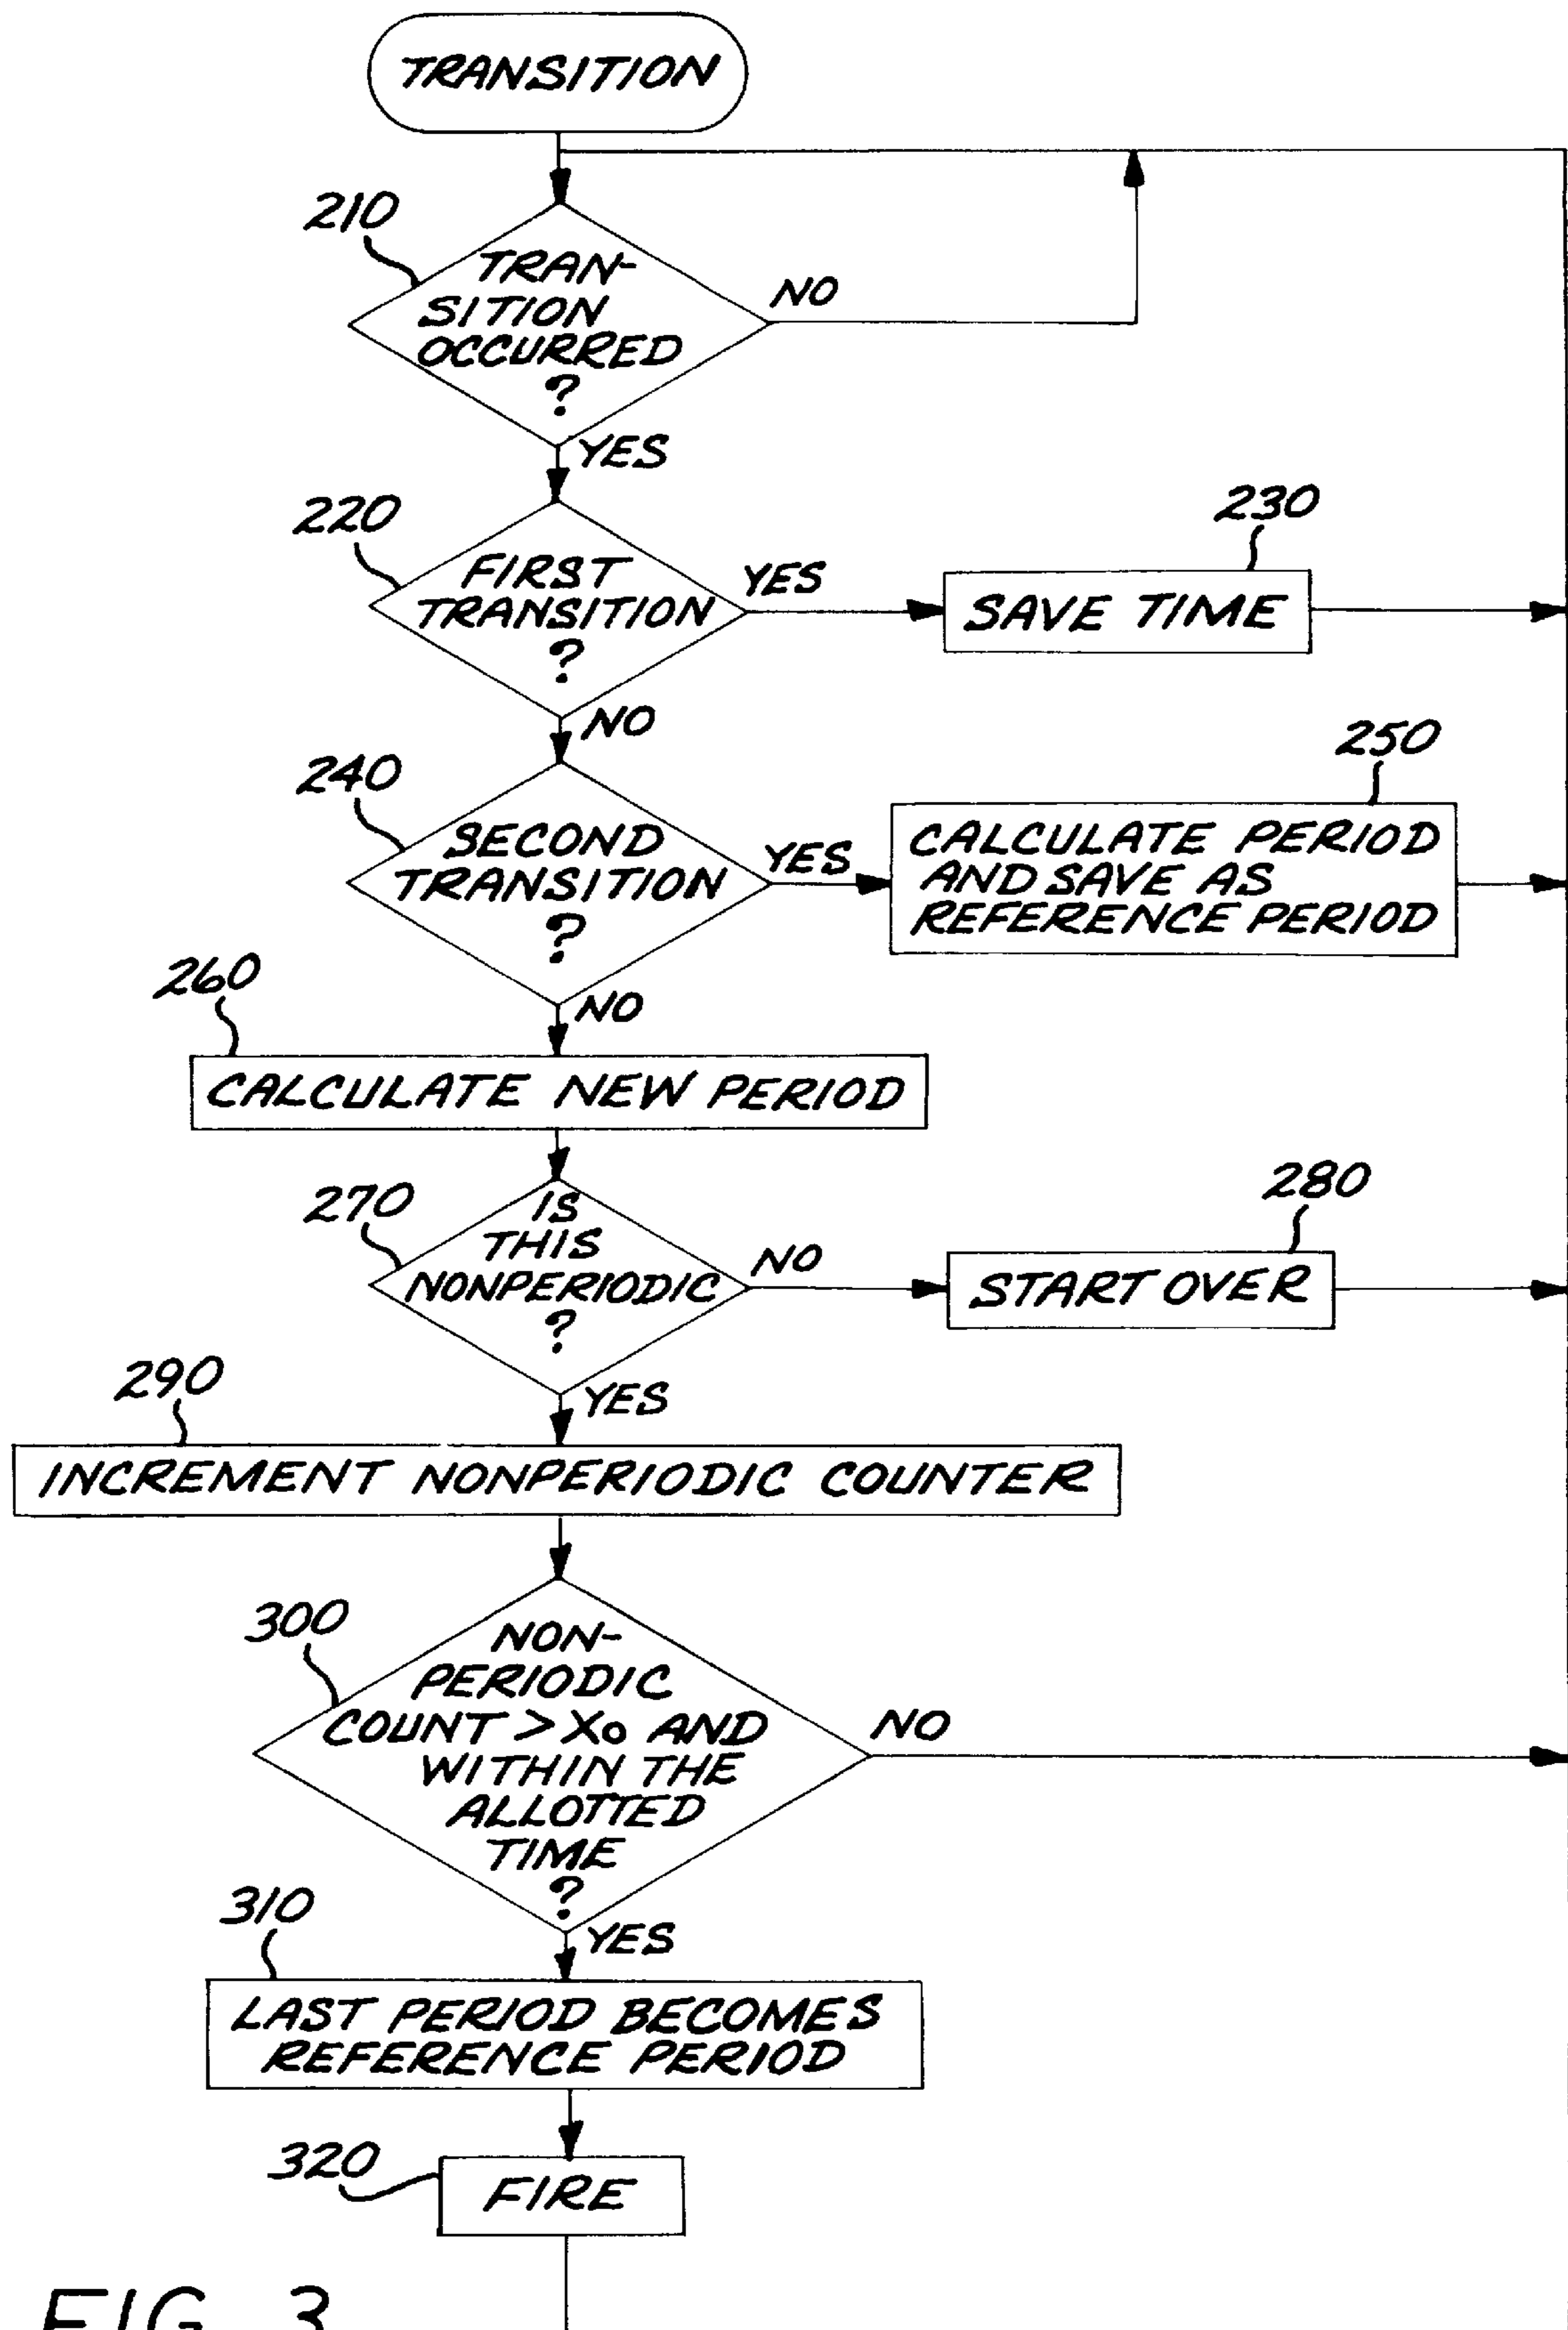 TRANSITION
210
TRAN-
SITION
OCCURRED
?
NO
YES
220
FIRST
TRANSITION
?
YES
230
SAVE TIME
NO
240
SECOND
TRANSITION
?
YES
250
CALCULATE PERIOD
AND SAVE AS
REFERENCE PERIOD
NO
260
CALCULATE NEW PERIOD
270
IS
THIS
NONPERIODIC
?
NO
280
START OVER
YES
290
INCREMENT NONPERIODIC COUNTER
300
NON-
PERIODIC
COUNT > Xo AND
WITHIN THE
ALLOTTED
TIME
?
NO
YES
310
LAST PERIOD BECOMES
REFERENCE PERIOD
320
FIRE
FIG. 3